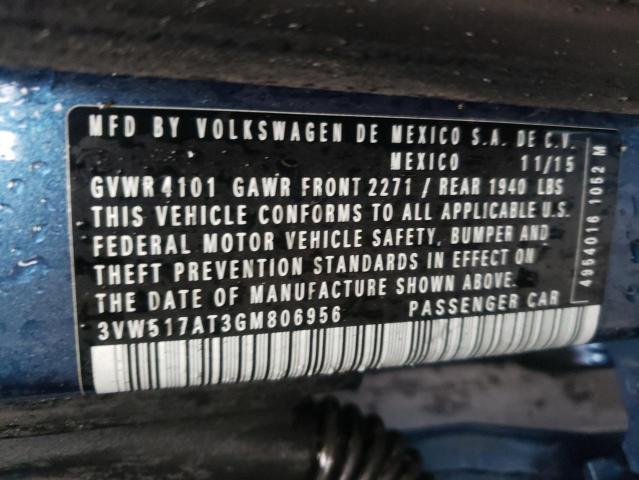 MFD BY VOLKSWAGEN DE MEXICO S.A. DE C.V.
MEXICO 11/15
GVWR 4101 GAWR FRONT 2271 / REAR 1940 LBS
THIS VEHICLE CONFORMS TO ALL APPLICABLE U.S.
FEDERAL MOTOR VEHICLE SAFETY, BUMPER AND
THEFT PREVENTION STANDARDS IN EFFECT ON
THE DATE OF MANUFACTURE SHOWN ABOVE.
3VW517AT3GM806956 PASSENGER CAR
4954016 1052 M